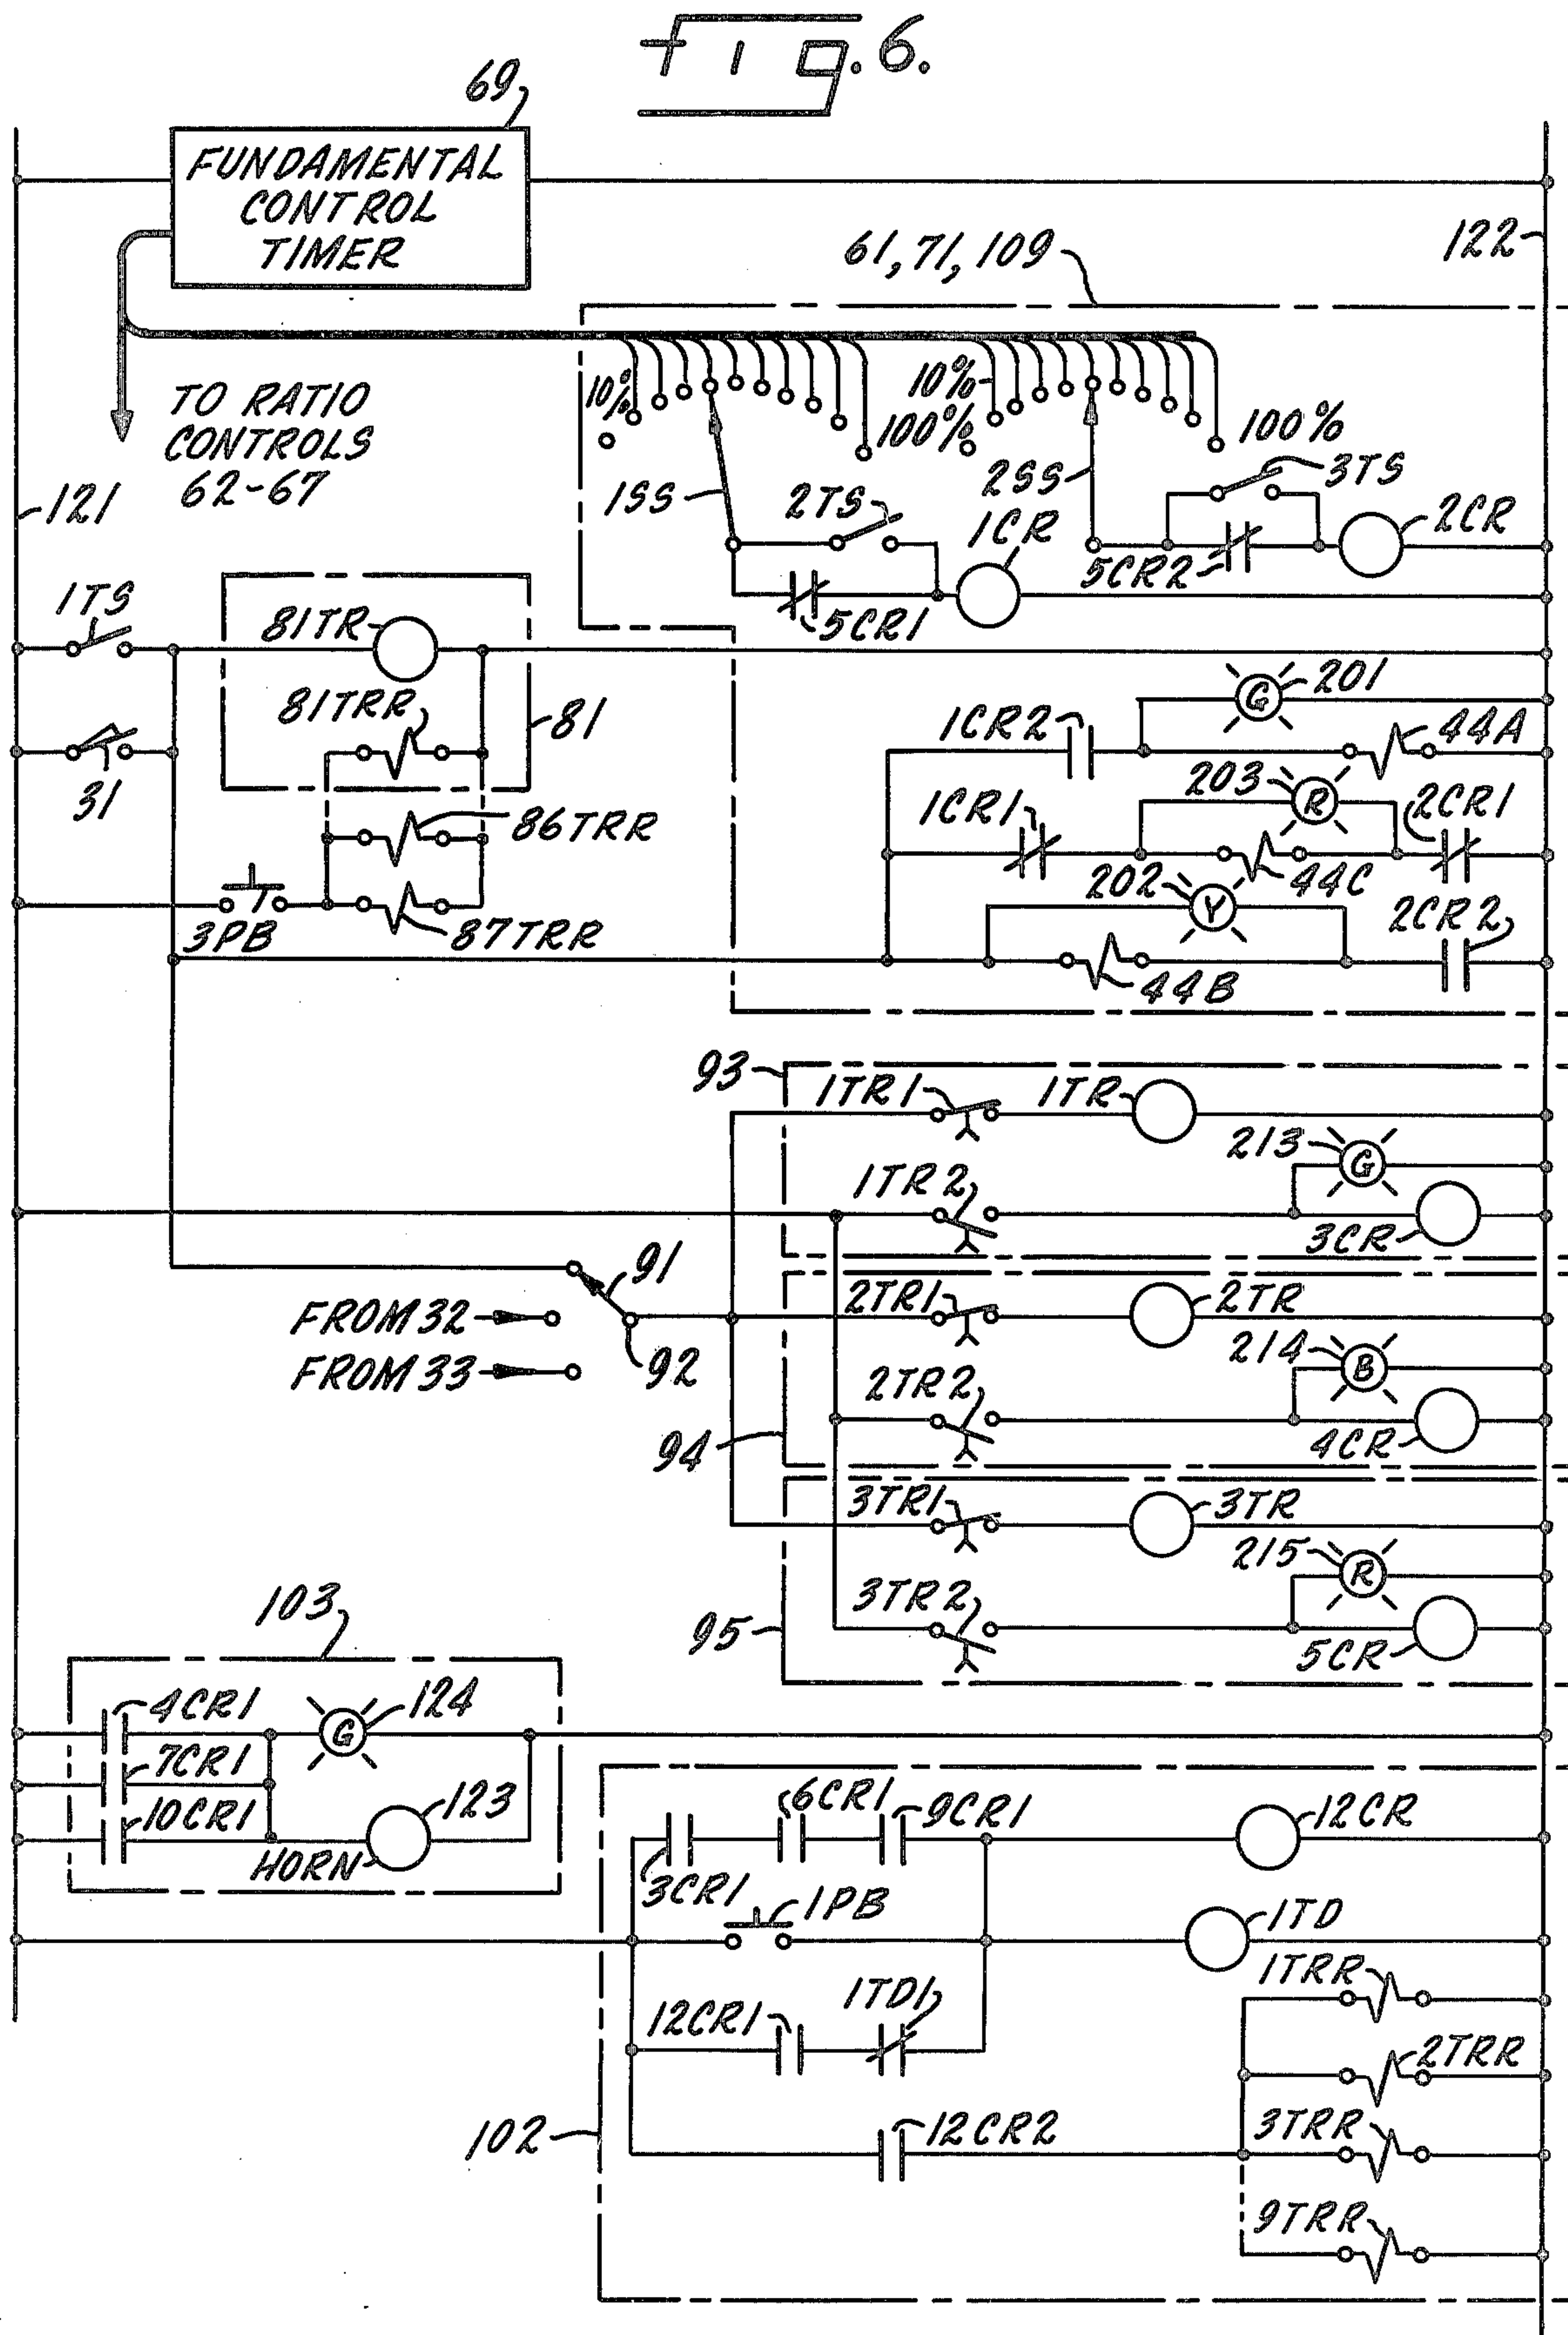 Fig. 6.
69
FUNDAMENTAL
CONTROL
TIMER
61, 71, 109
122
10%
100%
10%
100%
TO RATIO
CONTROLS
62-67
121
1SS
2TS
1CR
2SS
3TS
2CR
5CR2
5CR1
1TS
81TR
81TRR
81
31
86TRR
3PB
87TRR
G
201
1CR2
44A
203
R
1CR1
2CR1
44C
202
Y
2CR2
44B
93
1TR1
1TR
213
G
1TR2
3CR
91
FROM 32
92
FROM 33
2TR1
2TR
214
B
2TR2
4CR
94
3TR1
3TR
215
R
3TR2
5CR
95
103
4CR1
G
124
7CR1
10CR1
123
HORN
6CR1
9CR1
12CR
3CR1
1PB
1TD
1TRR
12CR1
1TD1
2TRR
12CR2
3TRR
102
9TRR